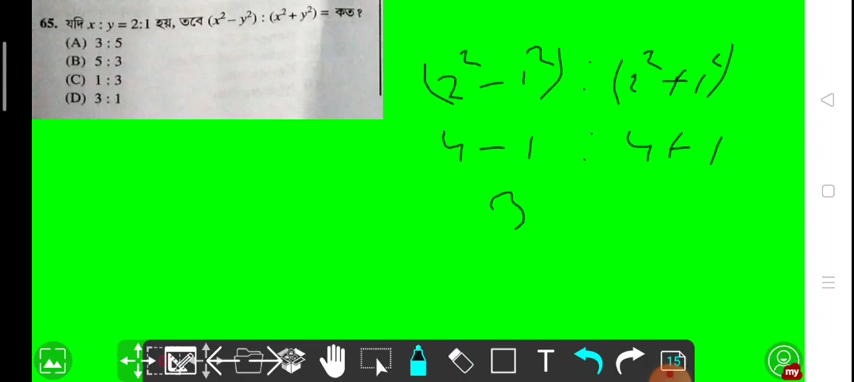 65. যদি x : y = 2:1 হয়, তবে (x² – y²) : (x² + y²) = কত?
(A) 3 : 5
(B) 5 : 3
(C) 1 : 3
(D) 3 : 1
(2² – 1²) : (2² + 1²)
4 – 1 : 4 + 1
3
T
15
my